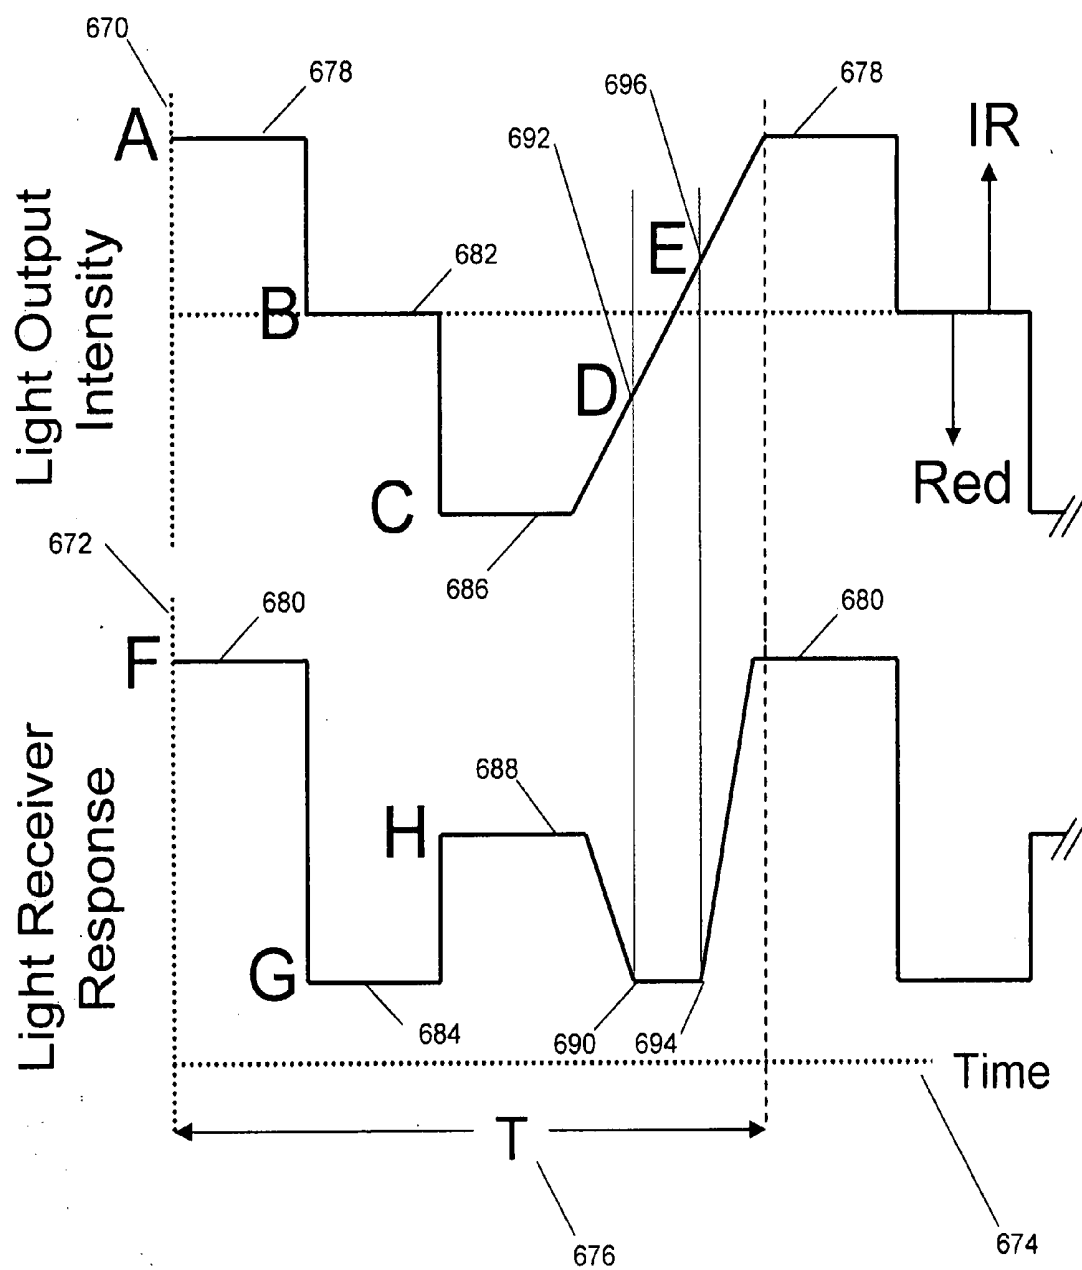 670
678
696
678
A
692
IR
E
682
B
D
Light Output
Intensity
C
Red
672
686
680
680
F
688
H
G
684
690
694
Light Receiver
Response
Time
T
676
674